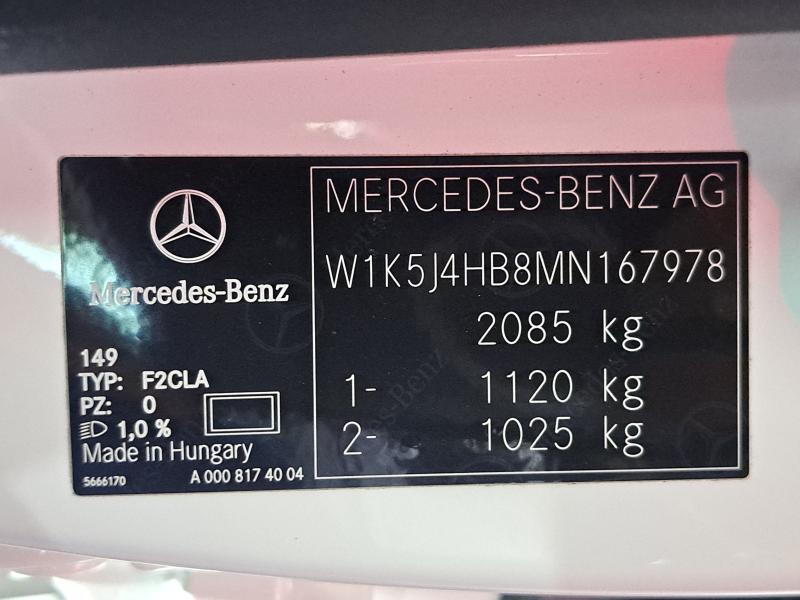 Mercedes-Benz
149
TYP: F2CLA
PZ: 0
1,0 %
Made in Hungary
5666170 A 000 817 40 04
MERCEDES-BENZ AG
W1K5J4HB8MN167978
2085 kg
1- 1120 kg
2- 1025 kg